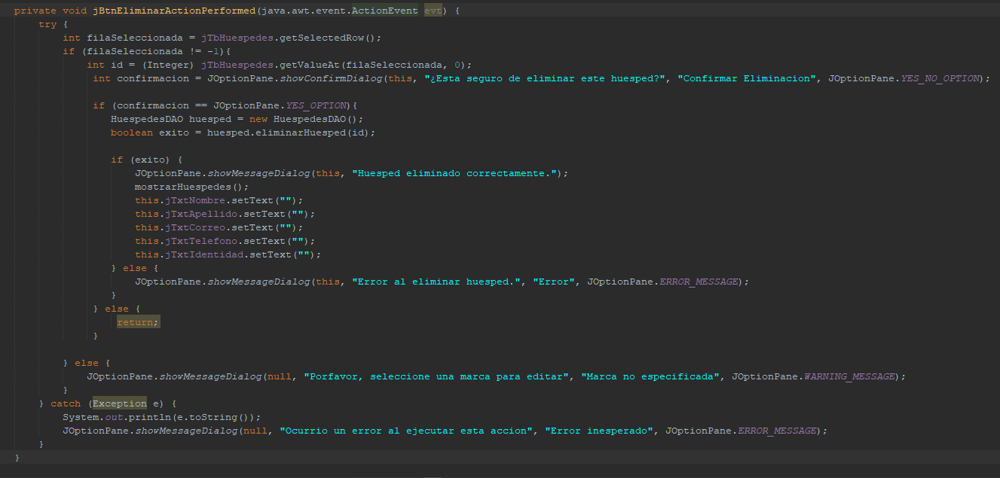 private void jBtnEliminarActionPerformed(java.awt.event.ActionEvent evt) {
try {
int filaSeleccionada = jTbHuespedes.getSelectedRow();
if (filaSeleccionada != -1){
int id = (Integer) jTbHuespedes.getValueAt(filaSeleccionada, 0);
int confirmacion = JOptionPane.showConfirmDialog(this, "¿Esta seguro de eliminar este huesped?", "Confirmar Eliminacion", JOptionPane.YES_NO_OPTION);
if (confirmacion == JOptionPane.YES_OPTION){
HuespedesDAO huesped = new HuespedesDAO();
boolean exito = huesped.eliminarHuesped(id);
if (exito) {
JOptionPane.showMessageDialog(this, "Huesped eliminado correctamente.");
mostrarHuespedes();
this.jTxtNombre.setText("");
this.jTxtApellido.setText("");
this.jTxtCorreo.setText("");
this.jTxtTelefono.setText("");
this.jTxtIdentidad.setText("");
} else {
JOptionPane.showMessageDialog(this, "Error al eliminar huesped.", "Error", JOptionPane.ERROR_MESSAGE);
}
} else {
return;
}
} else {
JOptionPane.showMessageDialog(null, "Porfavor, seleccione una marca para editar", "Marca no especificada", JOptionPane.WARNING_MESSAGE);
}
} catch (Exception e) {
System.out.println(e.toString());
JOptionPane.showMessageDialog(null, "Ocurrio un error al ejecutar esta accion", "Error inesperado", JOptionPane.ERROR_MESSAGE);
}
}